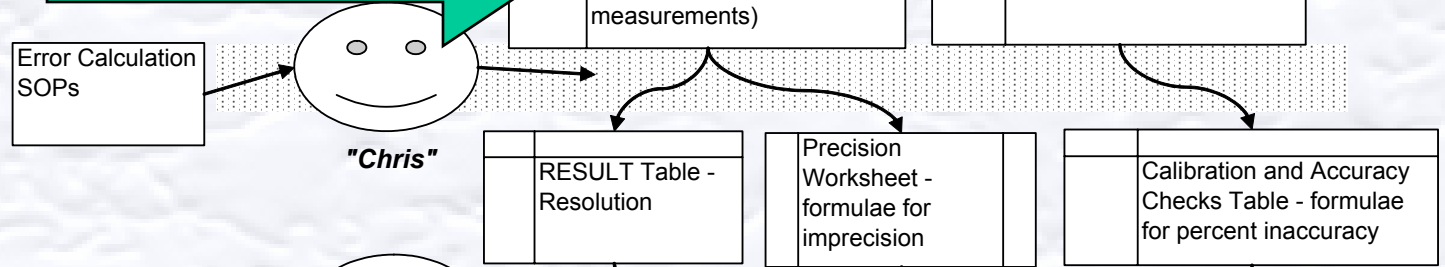 measurements)
Error Calculation
SOPs
"Chris"
RESULT Table -
Resolution
Precision
Worksheet -
formulae for
imprecision
Calibration and Accuracy
Checks Table - formulae
for percent inaccuracy